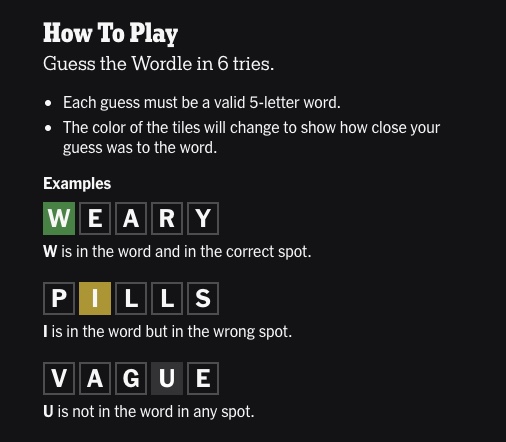 How To Play
Guess the Wordle in 6 tries.
• Each guess must be a valid 5-letter word.
• The color of the tiles will change to show how close your
guess was to the word.
Examples
W E A R Y
W is in the word and in the correct spot.
P I L L S
I is in the word but in the wrong spot.
V A G U E
U is not in the word in any spot.